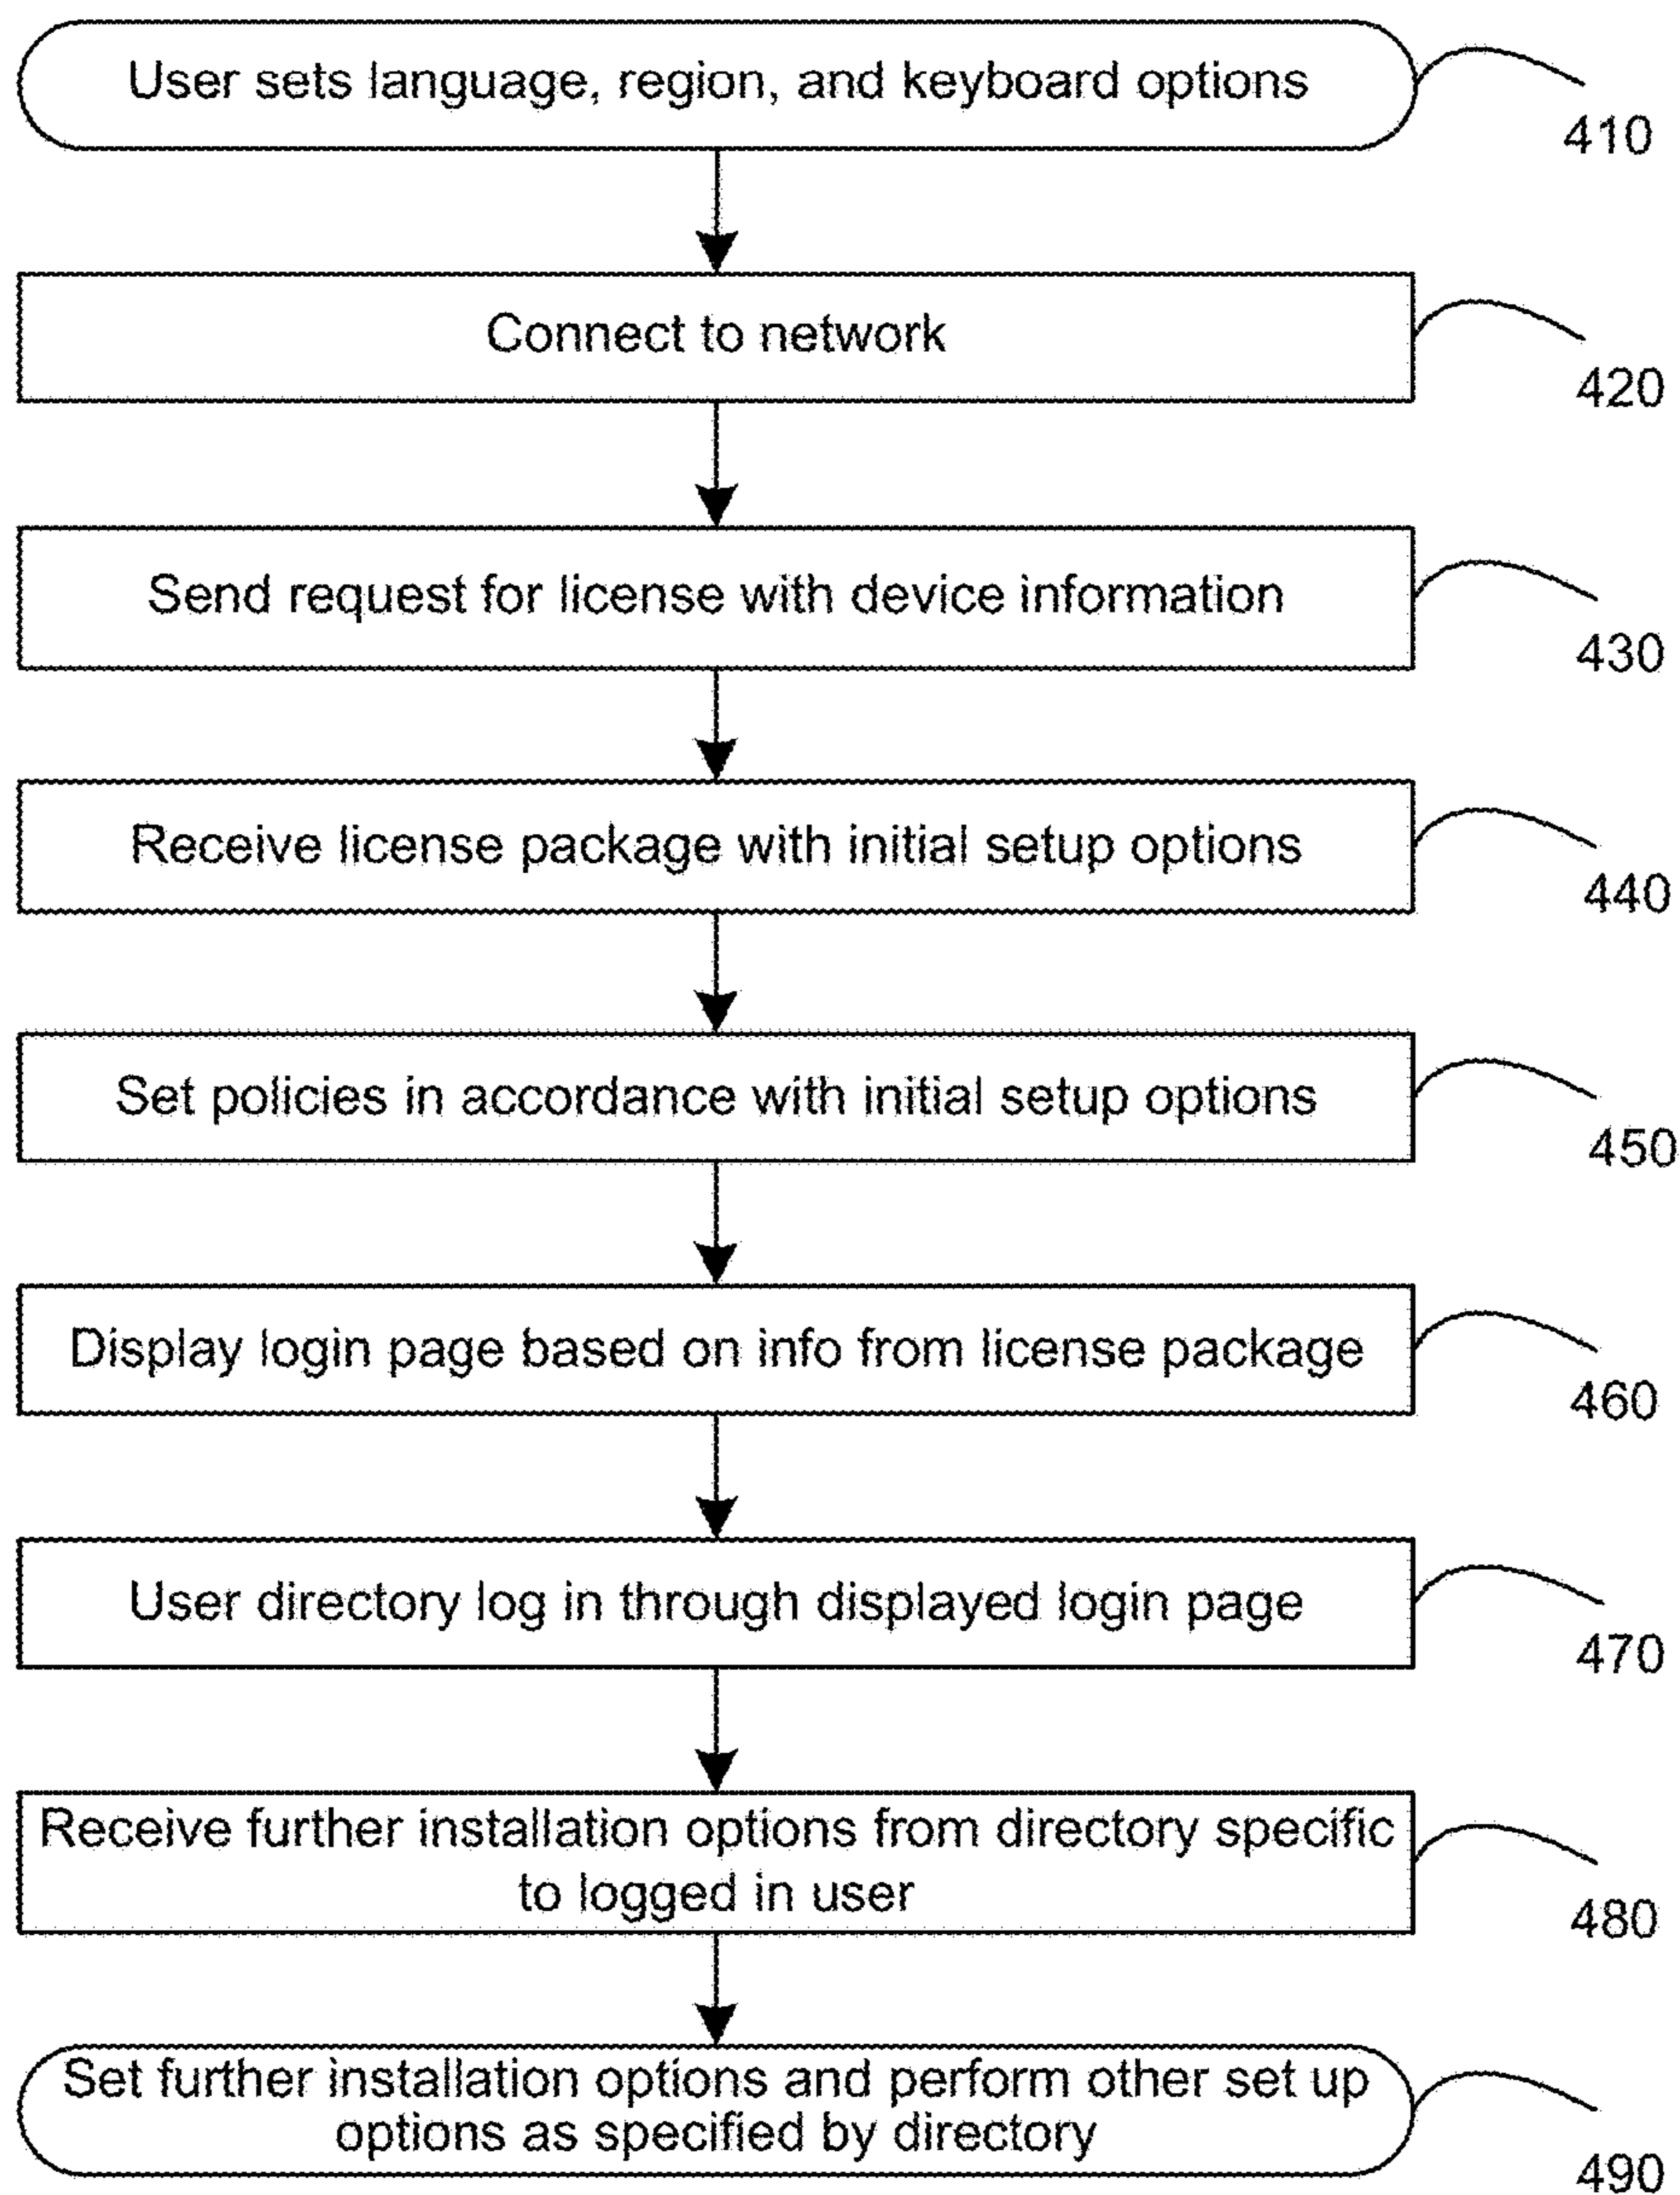 User sets language, region, and keyboard options
410
Connect to network
420
Send request for license with device information
430
Receive license package with initial setup options
440
Set policies in accordance with initial setup options
450
Display login page based on info from license package
460
User directory log in through displayed login page
470
Receive further installation options from directory specific
to logged in user
480
Set further installation options and perform other set up
options as specified by directory
490